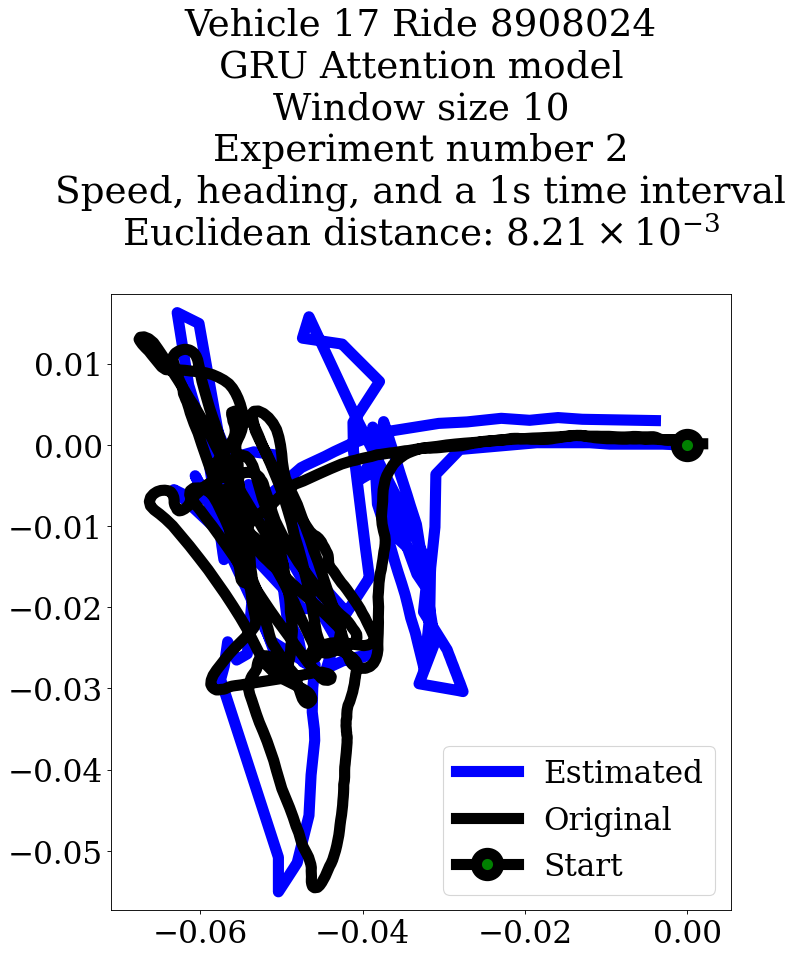 Vehicle 17 Ride 8908024
GRU Attention model
Window size 10
Experiment number 2
Speed, heading, and a 1s time interval
Euclidean distance: 8.21 × 10⁻³
0.01
0.00
−0.01
−0.02
−0.03
−0.04
−0.05
Estimated
Original
Start
−0.06 −0.04 −0.02 0.00